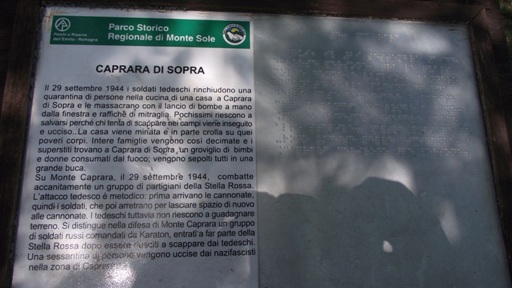 Parchi e Riserve
dell'Emilia - Romagna
Parco Storico
Regionale di Monte Sole
CAPRARA DI SOPRA
Il 29 settembre 1944 i soldati tedeschi rinchiudono una
quarantina di persone nella cucina di una casa a Caprara
di Sopra e le massacrano con il lancio di bombe a mano
dalla finestra e raffiche di mitraglia. Pochissimi riescono a
salvarsi perché chi tenta di scappare nei campi viene inseguito
e ucciso. La casa viene minata e in parte crolla su quei
poveri corpi. Intere famiglie vengono così decimate e i
superstiti trovano a Caprara di Sopra un groviglio di bimbi
e donne consumati dal fuoco; vengono sepolti tutti in una
grande buca.
Su Monte Caprara, il 29 settembre 1944, combatte
accanitamente un gruppo di partigiani della Stella Rossa.
L'attacco tedesco è metodico: prima arrivano le cannonate,
quindi i soldati, che poi arretrano per lasciare spazio di nuovo
alle cannonate. I tedeschi tuttavia non riescono a guadagnare
terreno. Si distingue nella difesa di Monte Caprara un gruppo
di soldati russi comandati da Karaton, entrati a far parte della
Stella Rossa dopo essere riusciti a scappare dai tedeschi.
Una sessantina di persone vengono uccise dai nazifascisti
nella zona di Caprara.